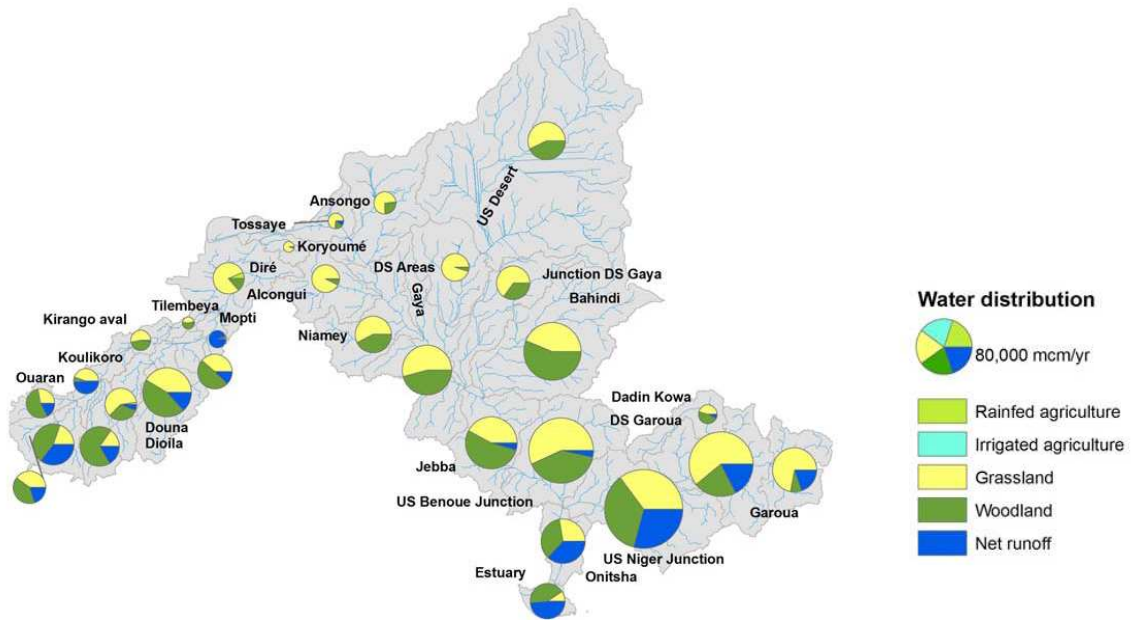 US Desert
Ansongo
Tossaye
Koryoumé
Diré
DS Areas
Junction DS Gaya
Alcongui
Gaya
Bahindi
Tilembeya
Mopti
Kirango aval
Niamey
Koulikoro
Ouaran
Douna
Dioila
Dadin Kowa
DS Garoua
Jebba
US Benoue Junction
Garoua
US Niger Junction
Onitsha
Estuary
Water distribution
80,000 mcm/yr
Rainfed agriculture
Irrigated agriculture
Grassland
Woodland
Net runoff